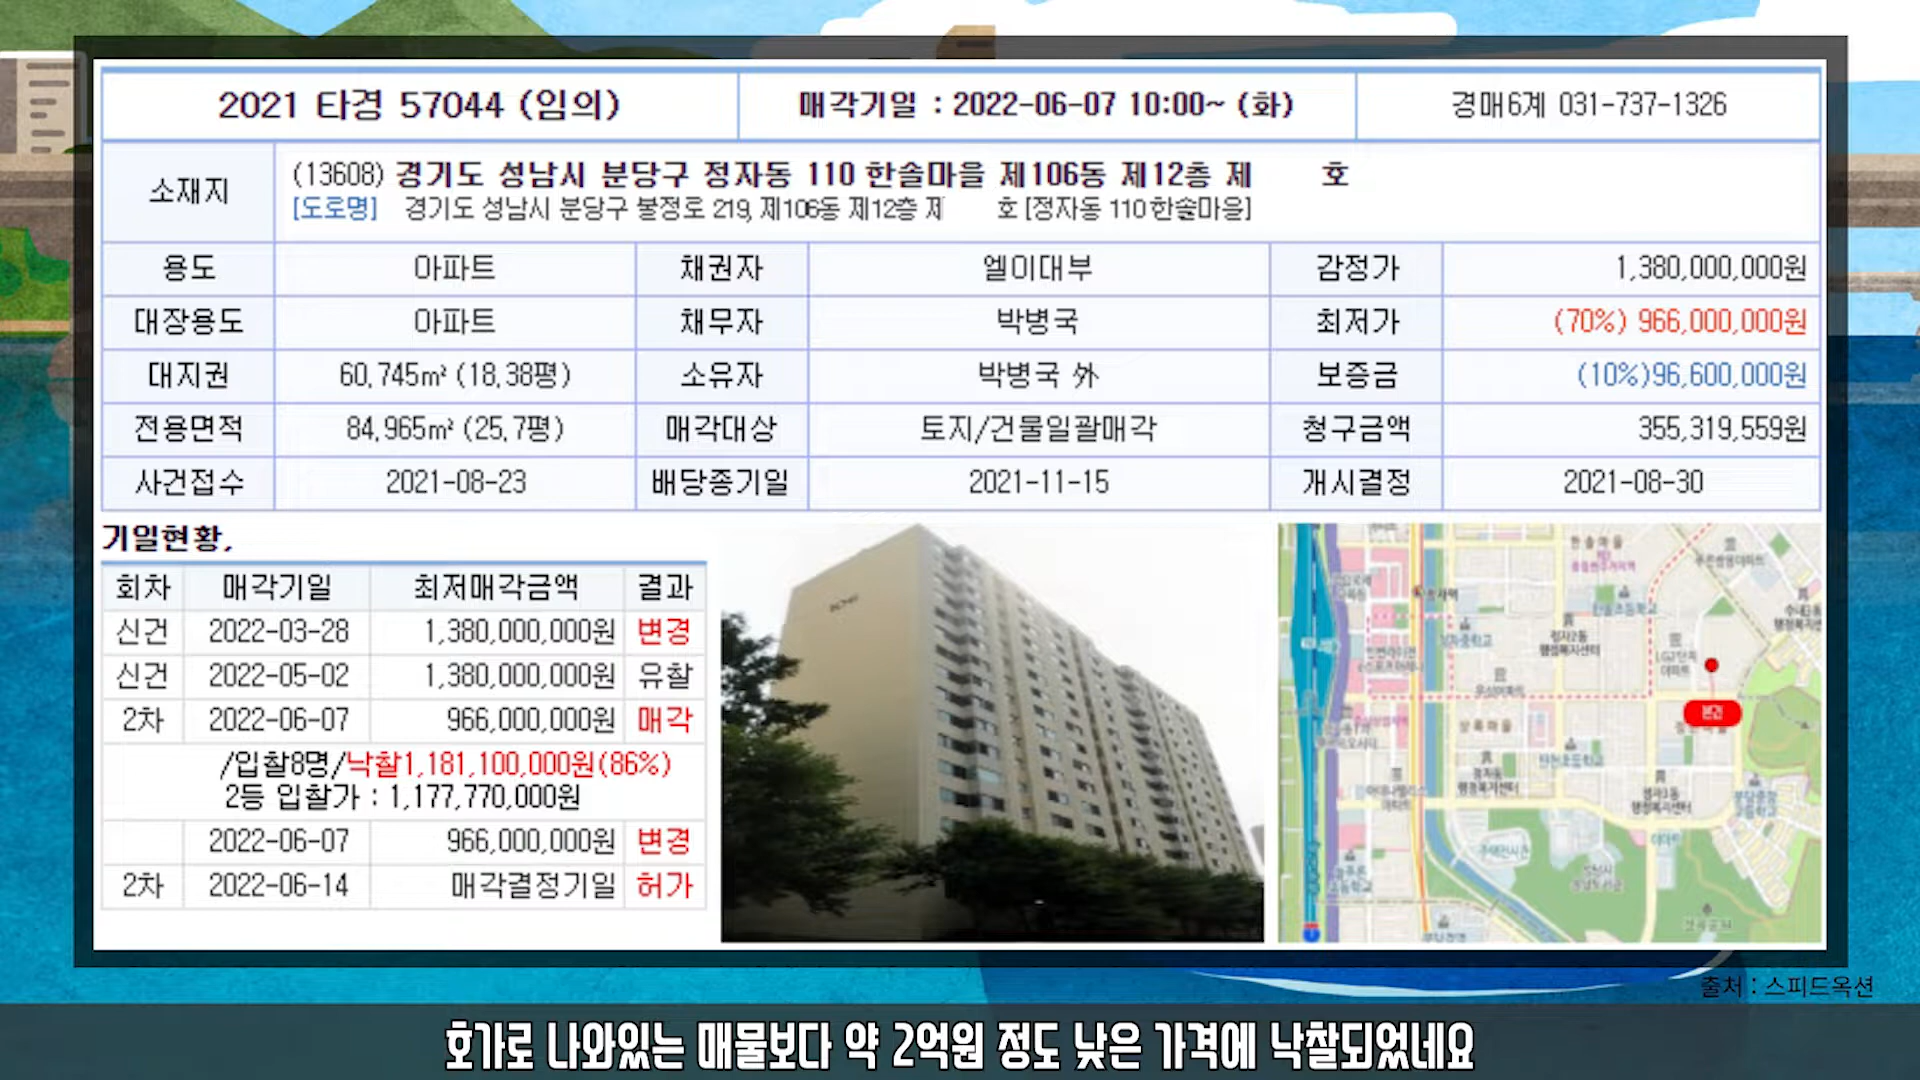 2021 타경 57044 (임의)
매각기일 : 2022-06-07 10:00~ (화)
경매6계 031-737-1326
소재지
(13608) 경기도 성남시 분당구 정자동 110 한솔마을 제106동 제12층 제 호
[도로명] 경기도 성남시 분당구 불정로 219, 제106동 제12층 제 호 [정자동 110 한솔마을]
용도 아파트 채권자 엘이대부 감정가 1,380,000,000원
대장용도 아파트 채무자 박병국 최저가 (70%) 966,000,000원
대지권 60.745㎡ (18.38평) 소유자 박병국 外 보증금 (10%)96,600,000원
전용면적 84.965㎡ (25.7평) 매각대상 토지/건물일괄매각 청구금액 355,319,559원
사건접수 2021-08-23 배당종기일 2021-11-15 개시결정 2021-08-30
기일현황,
회차 매각기일 최저매각금액 결과
신건 2022-03-28 1,380,000,000원 변경
신건 2022-05-02 1,380,000,000원 유찰
2차 2022-06-07 966,000,000원 매각
/입찰8명/낙찰1,181,100,000원(86%)
2등 입찰가 : 1,177,770,000원
2022-06-07 966,000,000원 변경
2차 2022-06-14 매각결정기일 허가
본건
출처 : 스피드옥션
호가로 나와있는 매물보다 약 2억원 정도 낮은 가격에 낙찰되었네요